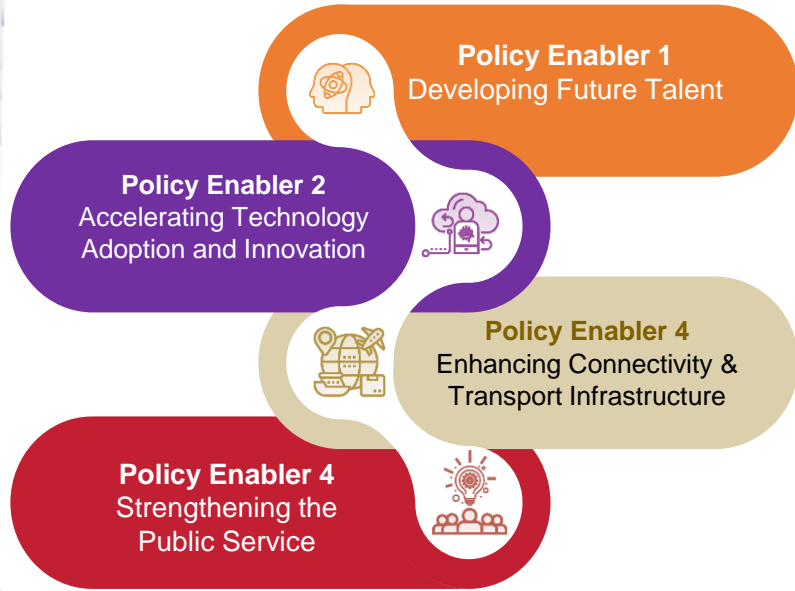 Policy Enabler 1
Developing Future Talent
Policy Enabler 2
Accelerating Technology
Adoption and Innovation
Policy Enabler 4
Enhancing Connectivity &
Transport Infrastructure
Policy Enabler 4
Strengthening the
Public Service